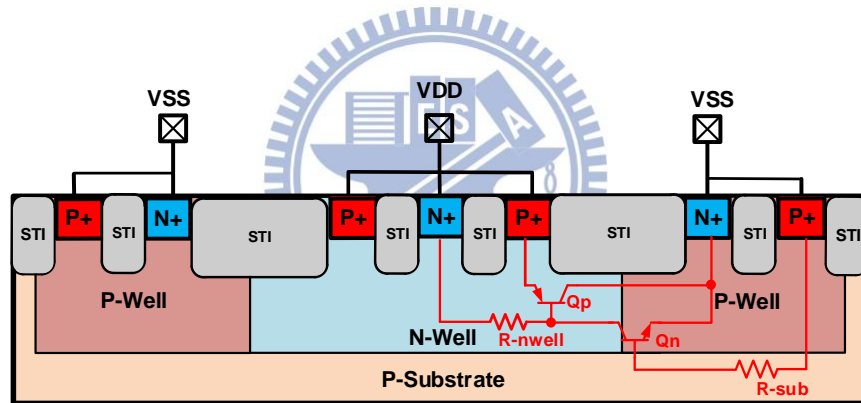 VSS
VDD
VSS
E S
A
8
STI
P+
STI
N+
STI
P+
STI
N+
STI
P+
STI
N+
STI
P+
STI
P-Well
N-Well
P-Well
Qp
R-nwell
Qn
R-sub
P-Substrate